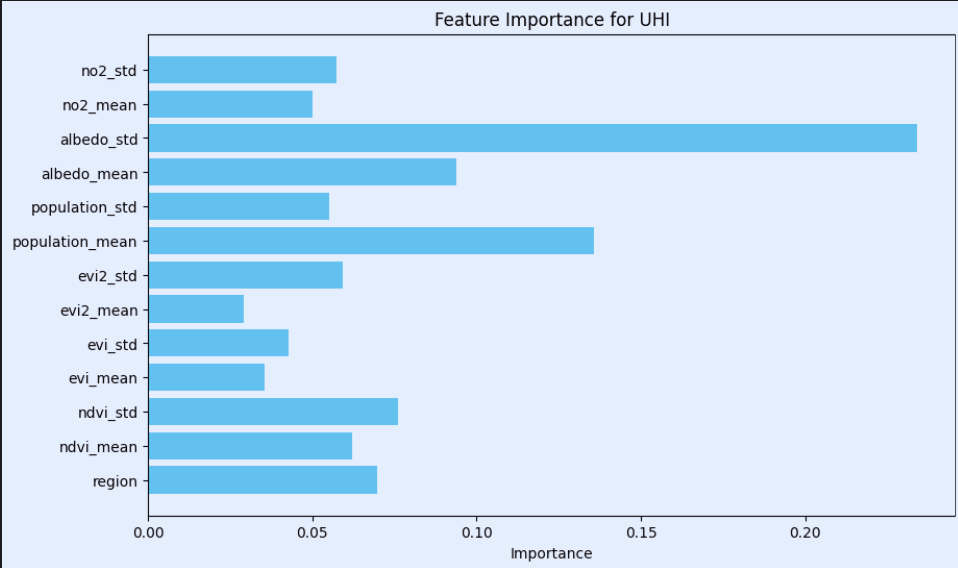 Feature Importance for UHI
no2_std
no2_mean
albedo_std
albedo_mean
population_std
population_mean
evi2_std
evi2_mean
evi_std
evi_mean
ndvi_std
ndvi_mean
region
0.00 0.05 0.10 0.15 0.20
Importance